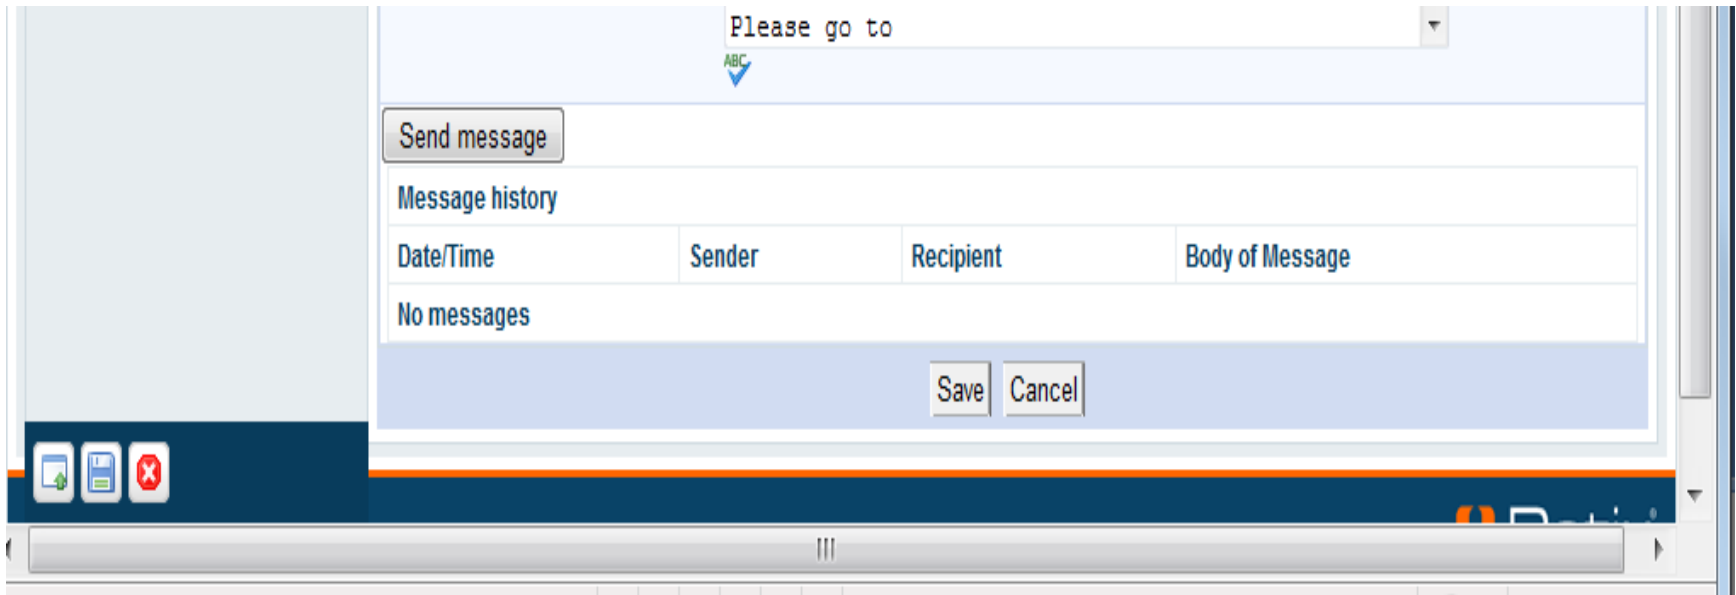 Please go to
ABC
Send message
Message history
Date/Time Sender Recipient Body of Message
No messages
Save Cancel